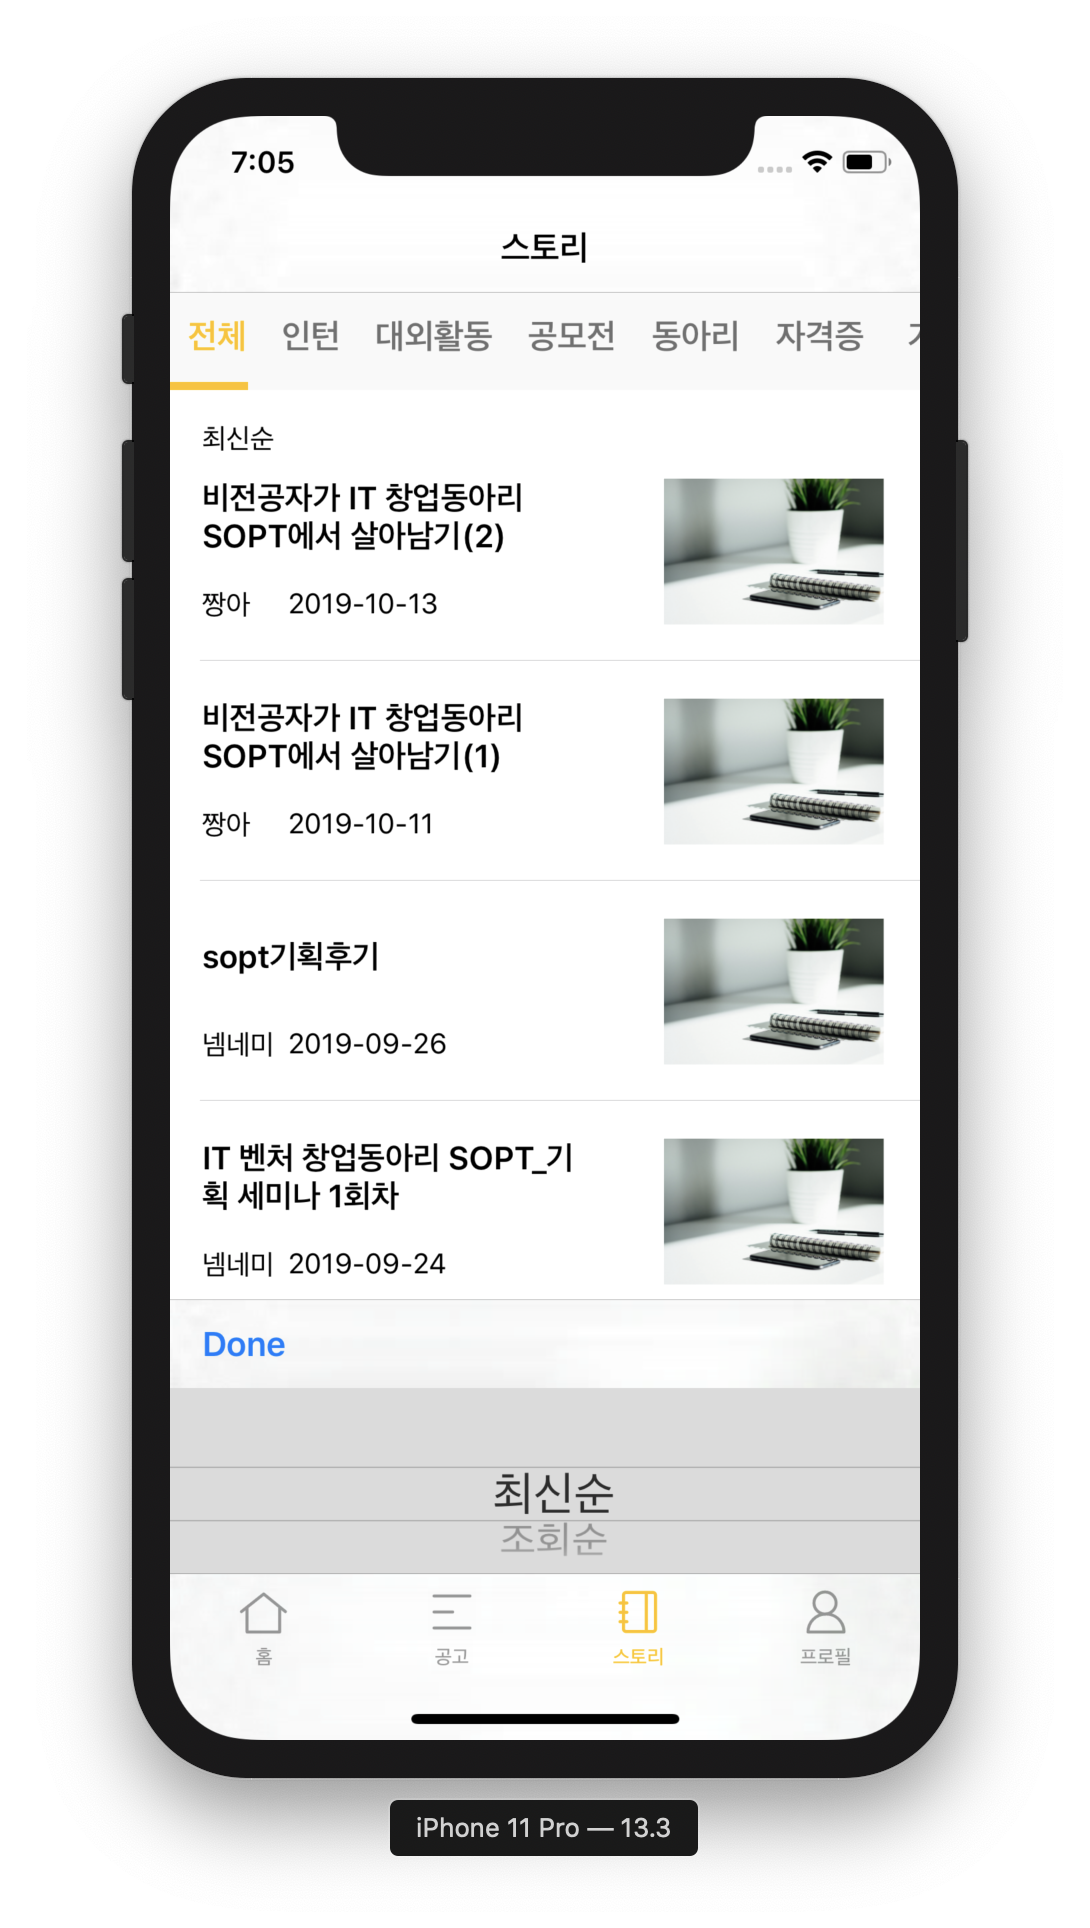 7:05
스토리
전체 인턴 대외활동 공모전 동아리 자격증
최신순
비전공자가 IT 창업동아리
SOPT에서 살아남기(2)
짱아 2019-10-13
비전공자가 IT 창업동아리
SOPT에서 살아남기(1)
짱아 2019-10-11
sopt기획후기
넴네미 2019-09-26
IT 벤처 창업동아리 SOPT_기
획 세미나 1회차
넴네미 2019-09-24
Done
최신순
조회순
홈 공고 스토리 프로필
iPhone 11 Pro — 13.3